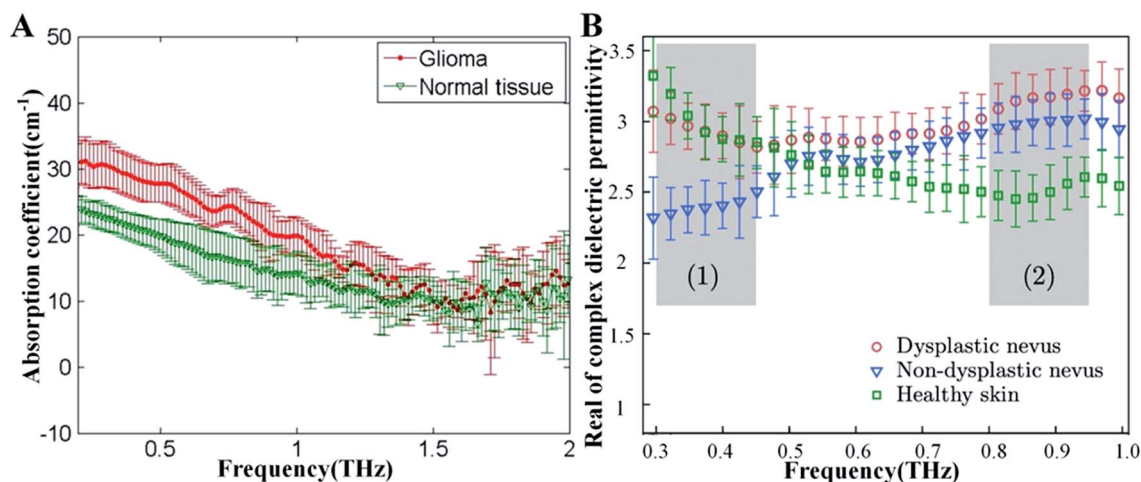 A
Absorption coefficient(cm-1)
50
40
30
20
10
0
-10
Glioma
Normal tissue
0.5
1
1.5
2
Frequency(THz)
B
Real of complex dielectric permittivity
3.5
3
2.5
2
1.5
1
(1)
(2)
Dysplastic nevus
Non-dysplastic nevus
Healthy skin
0.3
0.4
0.5
0.6
0.7
0.8
0.9
1.0
Frequency(THz)